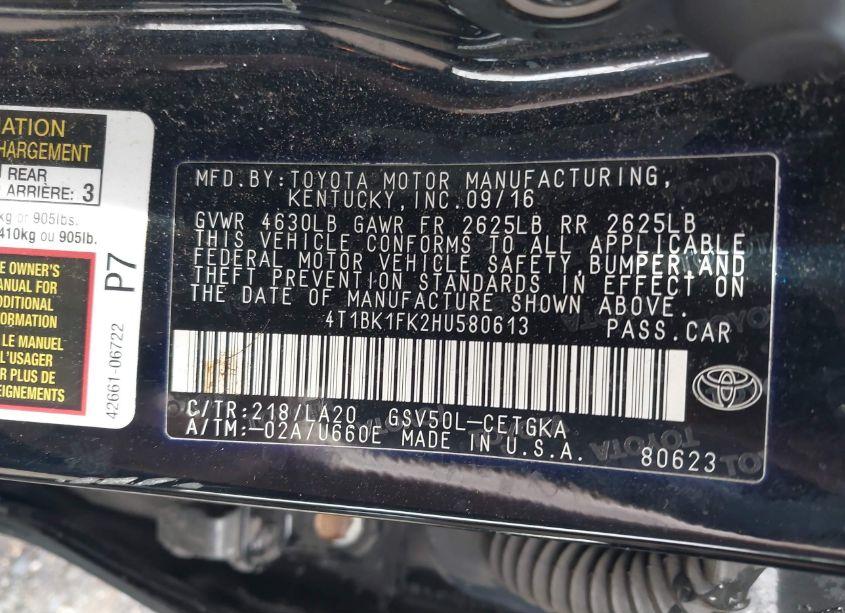 ATION
HARGEMENT
REAR
ARRIÈRE: 3
kg or 905lbs.
410kg ou 905lb.
E OWNER'S
ANUAL FOR
DDITIONAL
FORMATION
LE MANUEL
L'USAGER
R PLUS DE
EIGNEMENTS
P7
42661-06722
MFD.BY:TOYOTA MOTOR MANUFACTURING,
KENTUCKY,INC.09/16
GVWR 4630LB GAWR FR 2625LB RR 2625LB
THIS VEHICLE CONFORMS TO ALL APPLICABLE
FEDERAL MOTOR VEHICLE SAFETY,BUMPER,AND
THEFT PREVENTION STANDARDS IN EFFECT ON
THE DATE OF MANUFACTURE SHOWN ABOVE.
4T1BK1FK2HU580613 PASS.CAR
C/TR:218/LA20 GSV50L-CETGKA
A/TM:-02A/U660E MADE IN U.S.A. 80623